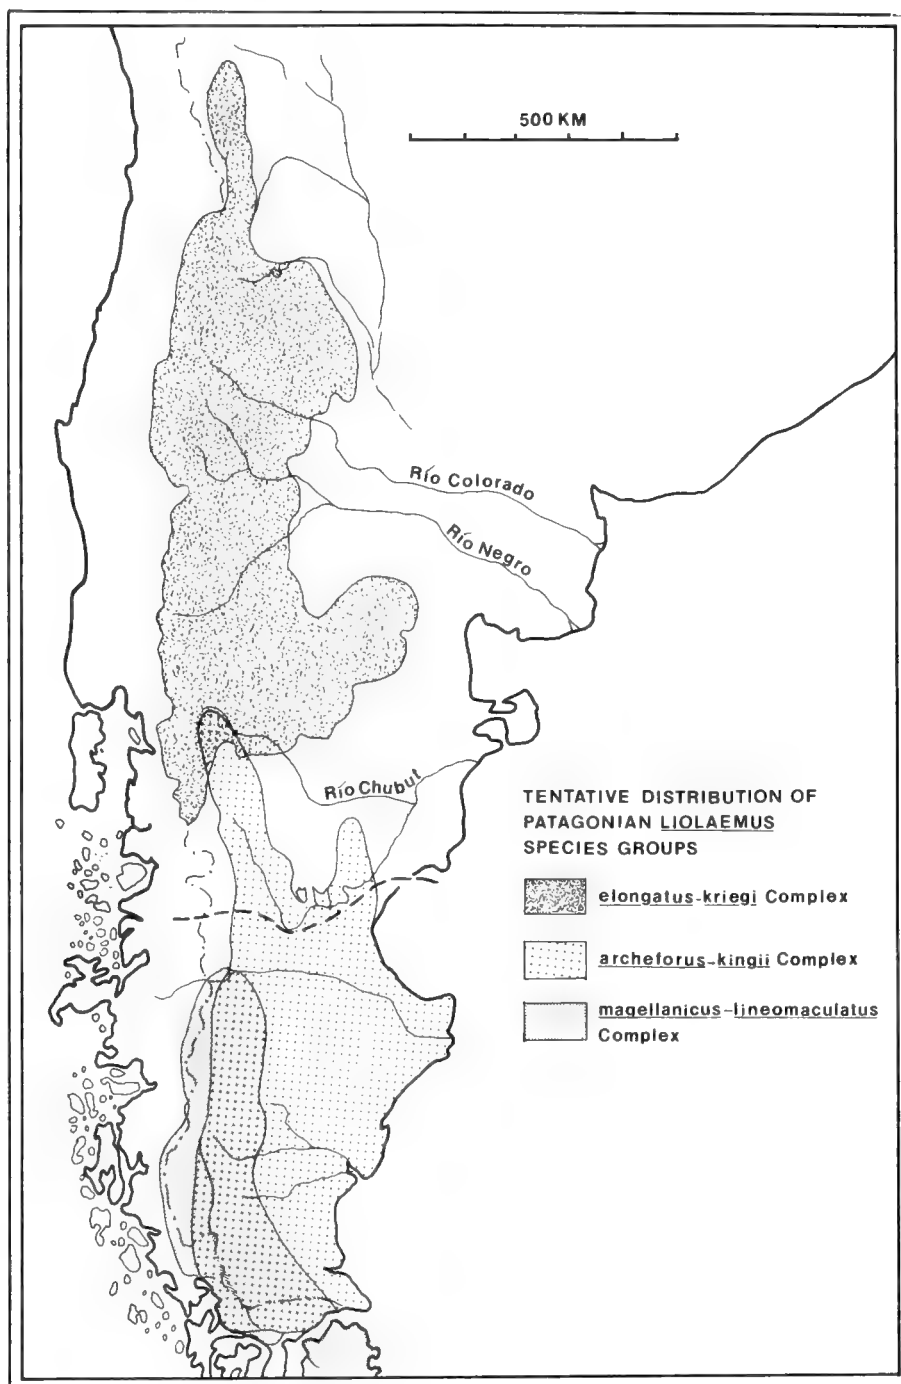 500 KM
Río Colorado
Río Negro
Río Chubut
TENTATIVE DISTRIBUTION OF
PATAGONIAN LIOLAEMUS
SPECIES GROUPS
elongatus-kriegi Complex
archeforus-kingii Complex
magellanicus-lineomaculatus
Complex